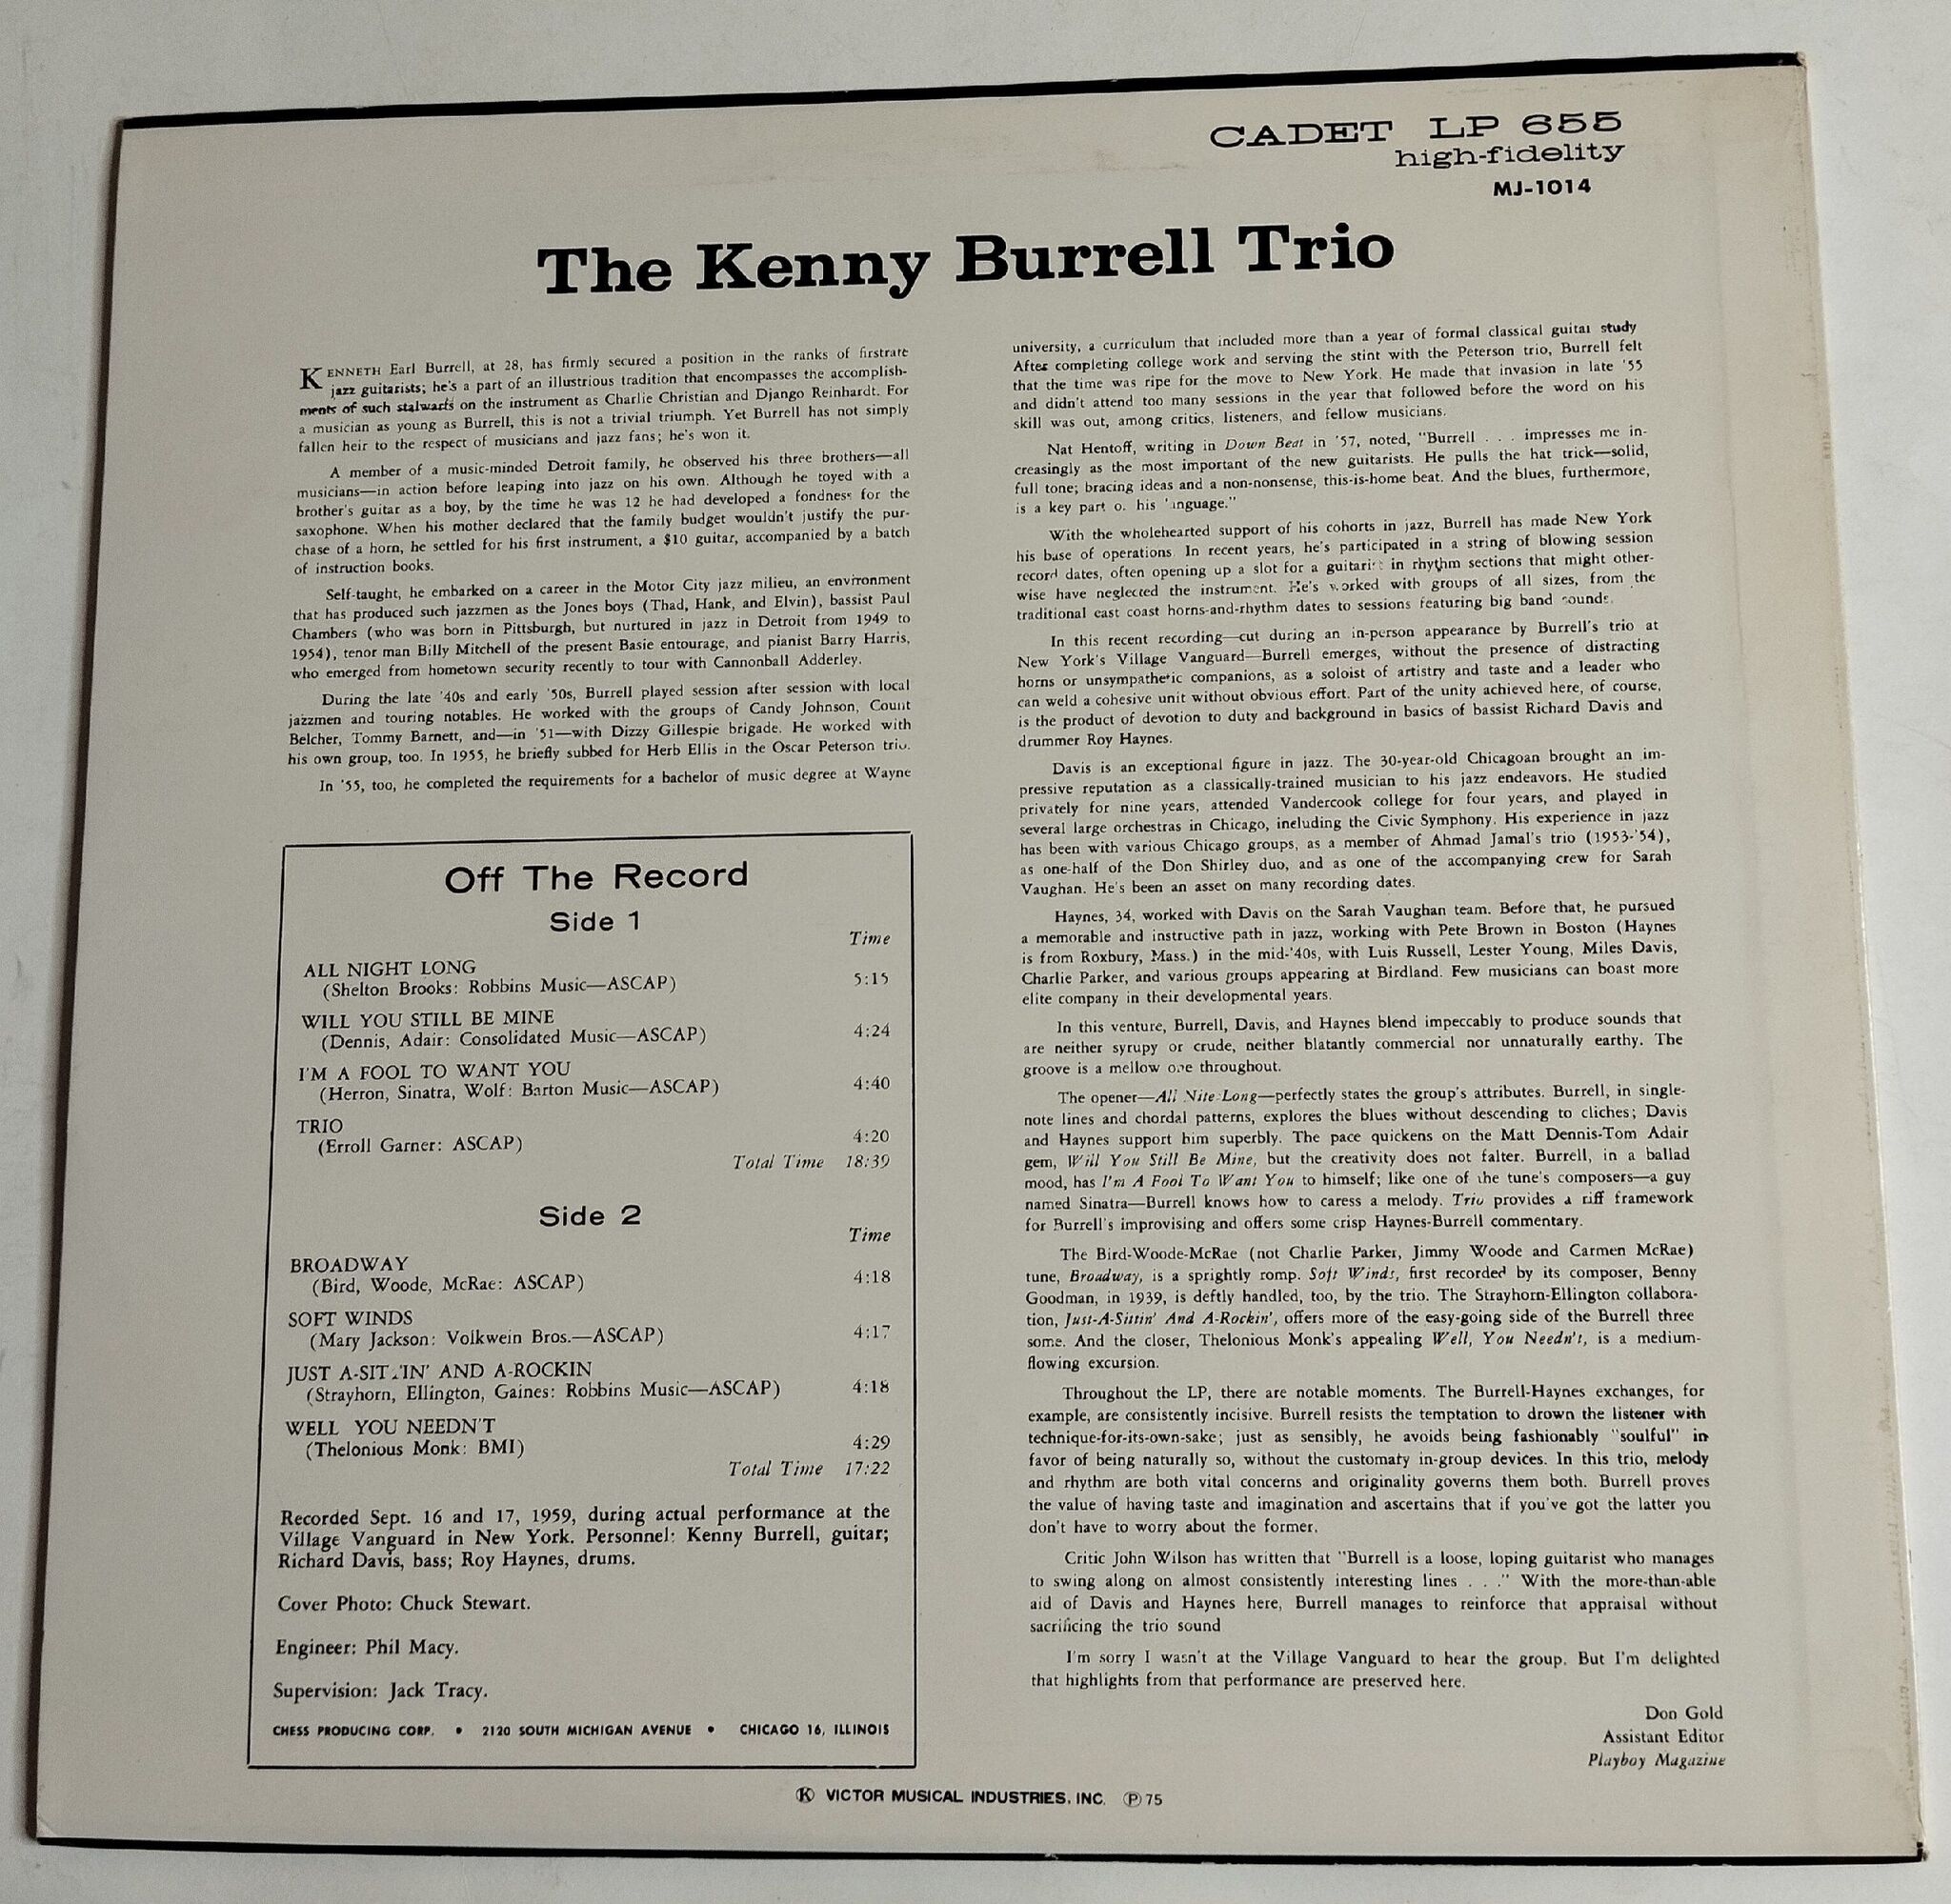 CADET LP 655
high-fidelity
MJ-1014
The Kenny Burrell Trio
KENNETH Earl Burrell, at 28, has firmly secured a position in the ranks of firstrate
jazz guitarists; he's a part of an illustrious tradition that encompasses the accomplish-
ments of such stalwarts on the instrument as Charlie Christian and Django Reinhardt. For
a musician as young as Burrell, this is not a trivial triumph. Yet Burrell has not simply
fallen heir to the respect of musicians and jazz fans; he's won it.
A member of a music-minded Detroit family, he observed his three brothers—all
musicians—in action before leaping into jazz on his own. Although he toyed with a
brother's guitar as a boy, by the time he was 12 he had developed a fondness for the
saxophone. When his mother declared that the family budget wouldn't justify the pur-
chase of a horn, he settled for his first instrument, a $10 guitar, accompanied by a batch
of instruction books.
Self-taught, he embarked on a career in the Motor City jazz milieu, an environment
that has produced such jazzmen as the Jones boys (Thad, Hank, and Elvin), bassist Paul
Chambers (who was born in Pittsburgh, but nurtured in jazz in Detroit from 1949 to
1954), tenor man Billy Mitchell of the present Basie entourage, and pianist Barry Harris,
who emerged from hometown security recently to tour with Cannonball Adderley.
During the late '40s and early '50s, Burrell played session after session with local
jazzmen and touring notables. He worked with the groups of Candy Johnson, Count
Belcher, Tommy Barnett, and—in '51—with Dizzy Gillespie brigade. He worked with
his own group, too. In 1955, he briefly subbed for Herb Ellis in the Oscar Peterson trio.
In '55, too, he completed the requirements for a bachelor of music degree at Wayne
Off The Record
Side 1
Time
ALL NIGHT LONG
(Shelton Brooks: Robbins Music—ASCAP) 5:15
WILL YOU STILL BE MINE
(Dennis, Adair: Consolidated Music—ASCAP) 4:24
I'M A FOOL TO WANT YOU
(Herron, Sinatra, Wolf: Barton Music—ASCAP) 4:40
TRIO
(Erroll Garner: ASCAP) 4:20
Total Time 18:39
Side 2
Time
BROADWAY
(Bird, Woode, McRae: ASCAP) 4:18
SOFT WINDS
(Mary Jackson: Volkwein Bros.—ASCAP) 4:17
JUST A-SITTIN' AND A-ROCKIN
(Strayhorn, Ellington, Gaines: Robbins Music—ASCAP) 4:18
WELL YOU NEEDN'T
(Thelonious Monk: BMI) 4:29
Total Time 17:22
Recorded Sept. 16 and 17, 1959, during actual performance at the
Village Vanguard in New York. Personnel: Kenny Burrell, guitar;
Richard Davis, bass; Roy Haynes, drums.
Cover Photo: Chuck Stewart.
Engineer: Phil Macy.
Supervision: Jack Tracy.
CHESS PRODUCING CORP. • 2120 SOUTH MICHIGAN AVENUE • CHICAGO 16, ILLINOIS
university, a curriculum that included more than a year of formal classical guitar study
After completing college work and serving the stint with the Peterson trio, Burrell felt
that the time was ripe for the move to New York. He made that invasion in late '55
and didn't attend too many sessions in the year that followed before the word on his
skill was out, among critics, listeners, and fellow musicians.
Nat Hentoff, writing in Down Beat in '57, noted, "Burrell . . . impresses me in-
creasingly as the most important of the new guitarists. He pulls the hat trick—solid,
full tone; bracing ideas and a non-nonsense, this-is-home beat. And the blues, furthermore,
is a key part of his language."
With the wholehearted support of his cohorts in jazz, Burrell has made New York
his base of operations. In recent years, he's participated in a string of blowing session
record dates, often opening up a slot for a guitarist in rhythm sections that might other-
wise have neglected the instrument. He's worked with groups of all sizes, from the
traditional east coast horns-and-rhythm dates to sessions featuring big band sounds.
In this recent recording—cut during an in-person appearance by Burrell's trio at
New York's Village Vanguard—Burrell emerges, without the presence of distracting
horns or unsympathetic companions, as a soloist of artistry and taste and a leader who
can weld a cohesive unit without obvious effort. Part of the unity achieved here, of course,
is the product of devotion to duty and background in basics of bassist Richard Davis and
drummer Roy Haynes.
Davis is an exceptional figure in jazz. The 30-year-old Chicagoan brought an im-
pressive reputation as a classically-trained musician to his jazz endeavors. He studied
privately for nine years, attended Vandercook college for four years, and played in
several large orchestras in Chicago, including the Civic Symphony. His experience in jazz
has been with various Chicago groups, as a member of Ahmad Jamal's trio (1953-'54),
as one-half of the Don Shirley duo, and as one of the accompanying crew for Sarah
Vaughan. He's been an asset on many recording dates.
Haynes, 34, worked with Davis on the Sarah Vaughan team. Before that, he pursued
a memorable and instructive path in jazz, working with Pete Brown in Boston (Haynes
is from Roxbury, Mass.) in the mid-'40s, with Luis Russell, Lester Young, Miles Davis,
Charlie Parker, and various groups appearing at Birdland. Few musicians can boast more
elite company in their developmental years.
In this venture, Burrell, Davis, and Haynes blend impeccably to produce sounds that
are neither syrupy or crude, neither blatantly commercial nor unnaturally earthy. The
groove is a mellow one throughout.
The opener—All Nite Long—perfectly states the group's attributes. Burrell, in single-
note lines and chordal patterns, explores the blues without descending to cliches; Davis
and Haynes support him superbly. The pace quickens on the Matt Dennis-Tom Adair
gem, Will You Still Be Mine, but the creativity does not falter. Burrell, in a ballad
mood, has I'm A Fool To Want You to himself; like one of the tune's composers—a guy
named Sinatra—Burrell knows how to caress a melody. Trio provides a riff framework
for Burrell's improvising and offers some crisp Haynes-Burrell commentary.
The Bird-Woode-McRae (not Charlie Parker, Jimmy Woode and Carmen McRae)
tune, Broadway, is a sprightly romp. Soft Winds, first recorded by its composer, Benny
Goodman, in 1939, is deftly handled, too, by the trio. The Strayhorn-Ellington collabora-
tion, Just-A-Sittin' And A-Rockin', offers more of the easy-going side of the Burrell three
some. And the closer, Thelonious Monk's appealing Well, You Needn't, is a medium-
flowing excursion.
Throughout the LP, there are notable moments. The Burrell-Haynes exchanges, for
example, are consistently incisive. Burrell resists the temptation to drown the listener with
technique-for-its-own-sake; just as sensibly, he avoids being fashionably "soulful" in
favor of being naturally so, without the customaty in-group devices. In this trio, melody
and rhythm are both vital concerns and originality governs them both. Burrell proves
the value of having taste and imagination and ascertains that if you've got the latter you
don't have to worry about the former.
Critic John Wilson has written that "Burrell is a loose, loping guitarist who manages
to swing along on almost consistently interesting lines . . ." With the more-than-able
aid of Davis and Haynes here, Burrell manages to reinforce that appraisal without
sacrificing the trio sound
I'm sorry I wasn't at the Village Vanguard to hear the group. But I'm delighted
that highlights from that performance are preserved here.
Don Gold
Assistant Editor
Playboy Magazine
Ⓚ VICTOR MUSICAL INDUSTRIES, INC. Ⓟ 75